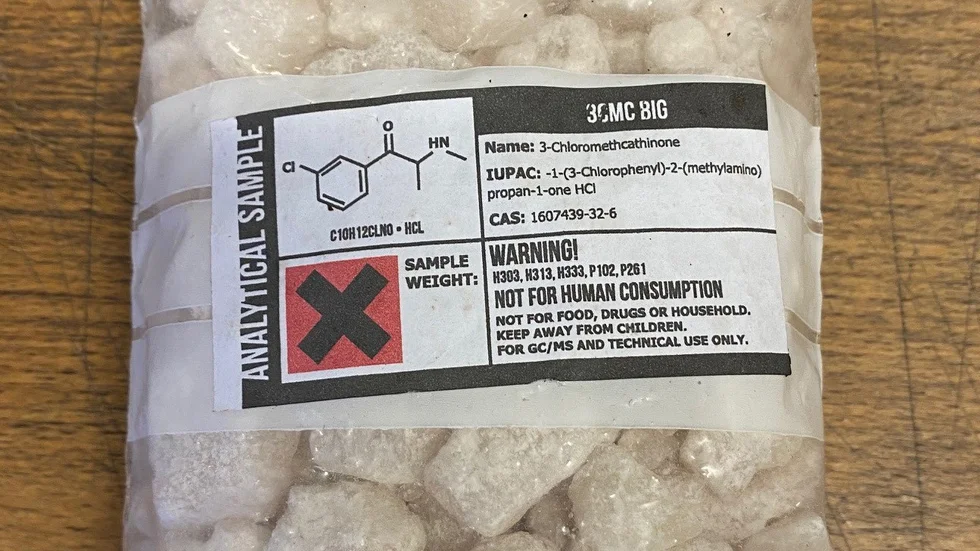 ANALYTICAL SAMPLE
Cl
O
HN
C10H12CLNO • HCL
3CMC BIG
Name: 3-Chloromethcathinone
IUPAC: -1-(3-Chlorophenyl)-2-(methylamino)
propan-1-one HCl
CAS: 1607439-32-6
SAMPLE
WEIGHT:
WARNING!
H303, H313, H333, P102, P261
NOT FOR HUMAN CONSUMPTION
NOT FOR FOOD, DRUGS OR HOUSEHOLD.
KEEP AWAY FROM CHILDREN.
FOR GC/MS AND TECHNICAL USE ONLY.